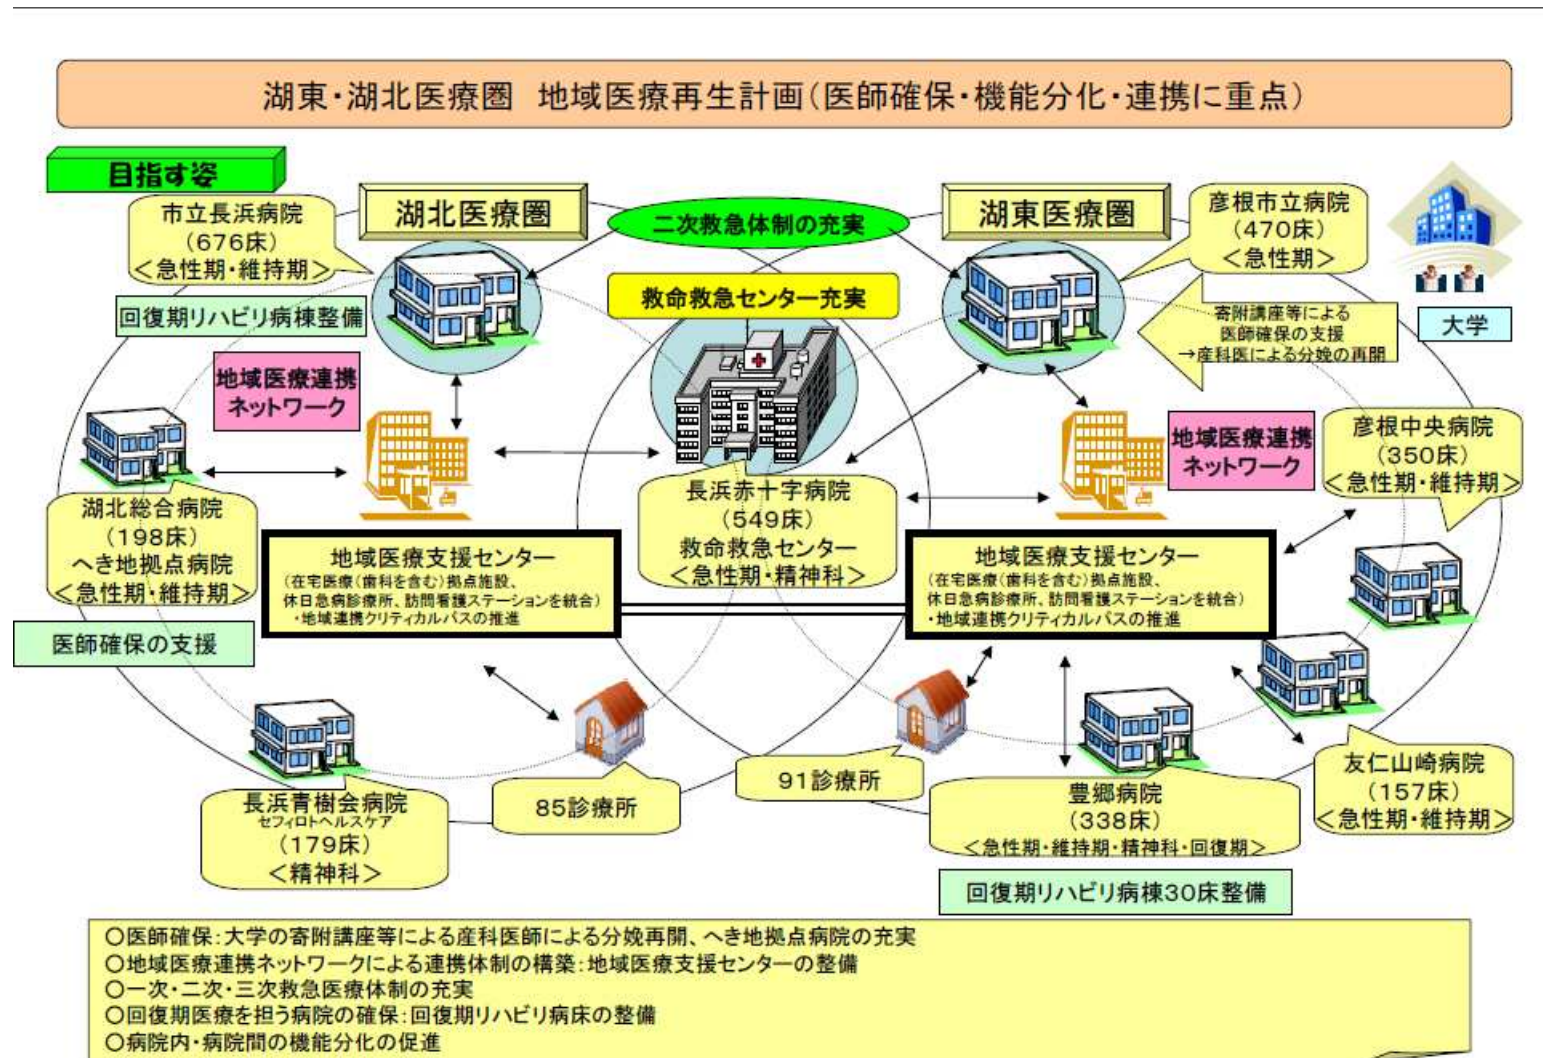 湖東・湖北医療圏　地域医療再生計画（医師確保・機能分化・連携に重点）
目指す姿
市立長浜病院
（676床）
＜急性期・維持期＞
湖北医療圏
二次救急体制の充実
湖東医療圏
彦根市立病院
（470床）
＜急性期＞
回復期リハビリ病棟整備
救命救急センター充実
寄附講座等による
医師確保の支援
→産科医による分娩の再開
大学
地域医療連携
ネットワーク
地域医療連携
ネットワーク
彦根中央病院
（350床）
＜急性期・維持期＞
湖北総合病院
（198床）
へき地拠点病院
＜急性期・維持期＞
長浜赤十字病院
（549床）
救命救急センター
＜急性期・精神科＞
地域医療支援センター
（在宅医療（歯科を含む）拠点施設、
休日急病診療所、訪問看護ステーションを統合）
・地域連携クリティカルパスの推進
地域医療支援センター
（在宅医療（歯科を含む）拠点施設、
休日急病診療所、訪問看護ステーションを統合）
・地域連携クリティカルパスの推進
医師確保の支援
長浜青樹会病院
セフィロトヘルスケア
（179床）
＜精神科＞
85診療所
91診療所
豊郷病院
（338床）
＜急性期・維持期・精神科・回復期＞
友仁山崎病院
（157床）
＜急性期・維持期＞
回復期リハビリ病棟30床整備
○医師確保：大学の寄附講座等による産科医師による分娩再開、へき地拠点病院の充実
○地域医療連携ネットワークによる連携体制の構築：地域医療支援センターの整備
○一次・二次・三次救急医療体制の充実
○回復期医療を担う病院の確保：回復期リハビリ病床の整備
○病院内・病院間の機能分化の促進